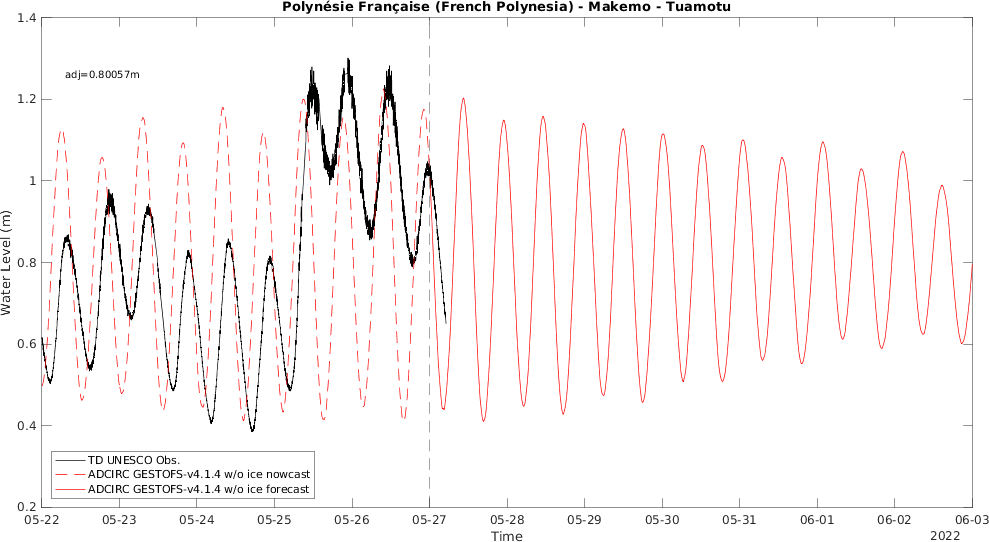 Polynésie Française (French Polynesia) - Makemo - Tuamotu
1.4
1.2
1
0.8
0.6
0.4
0.2
Water Level (m)
adj=0.80057m
TD UNESCO Obs.
ADCIRC GESTOFS-v4.1.4 w/o ice nowcast
ADCIRC GESTOFS-v4.1.4 w/o ice forecast
05-22 05-23 05-24 05-25 05-26 05-27 05-28 05-29 05-30 05-31 06-01 06-02 06-03
Time
2022